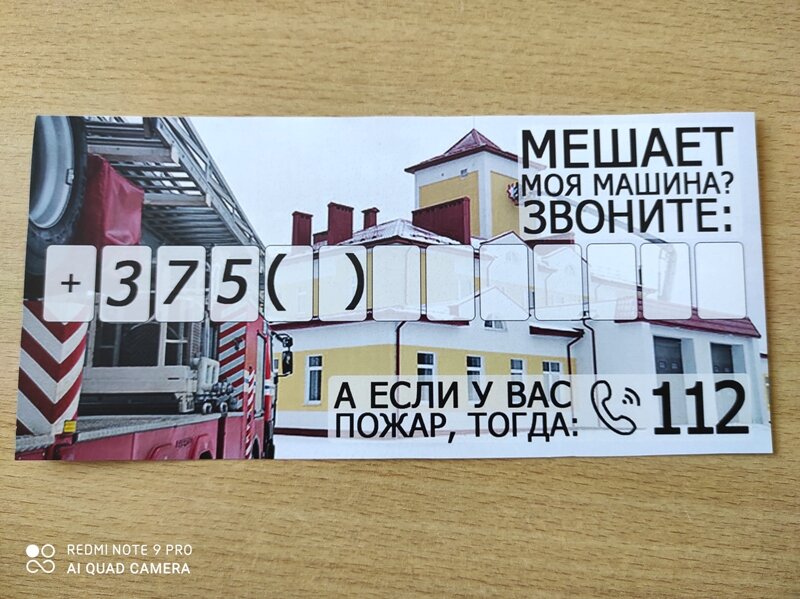 МЕШАЕТ
МОЯ МАШИНА?
ЗВОНИТЕ:
+375( )
А ЕСЛИ У ВАС
ПОЖАР, ТОГДА: 112
REDMI NOTE 9 PRO
AI QUAD CAMERA